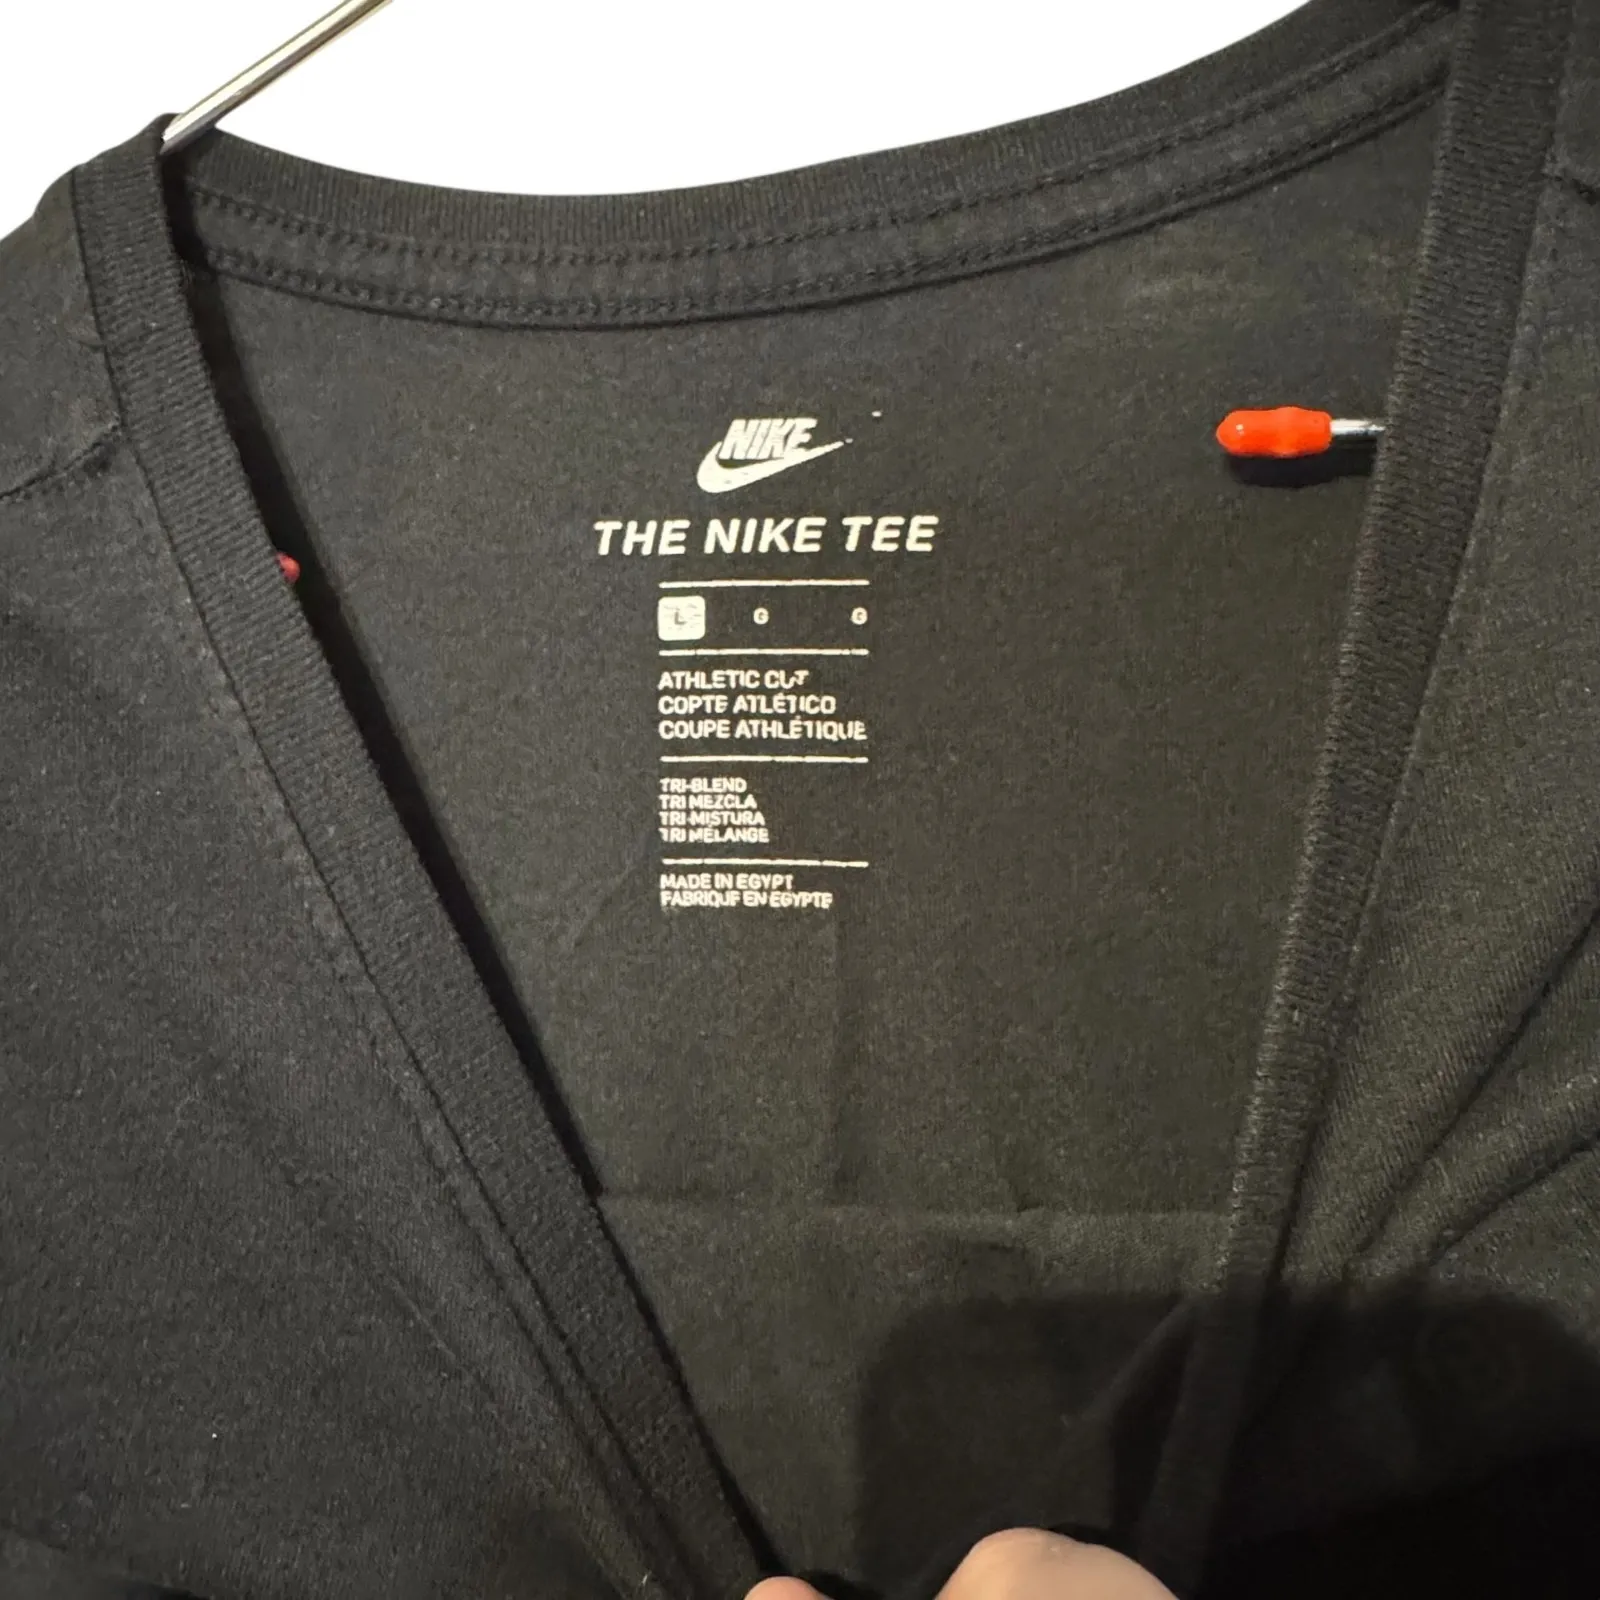 NIKE
THE NIKE TEE
L G G
ATHLETIC CUT
COPTE ATLÉTICO
COUPE ATHLÉTIQUE
TRI-BLEND
TRI MEZCLA
TRI-MISTURA
TRI MÉLANGE
MADE IN EGYPT
FABRIQUE EN EGYPTE